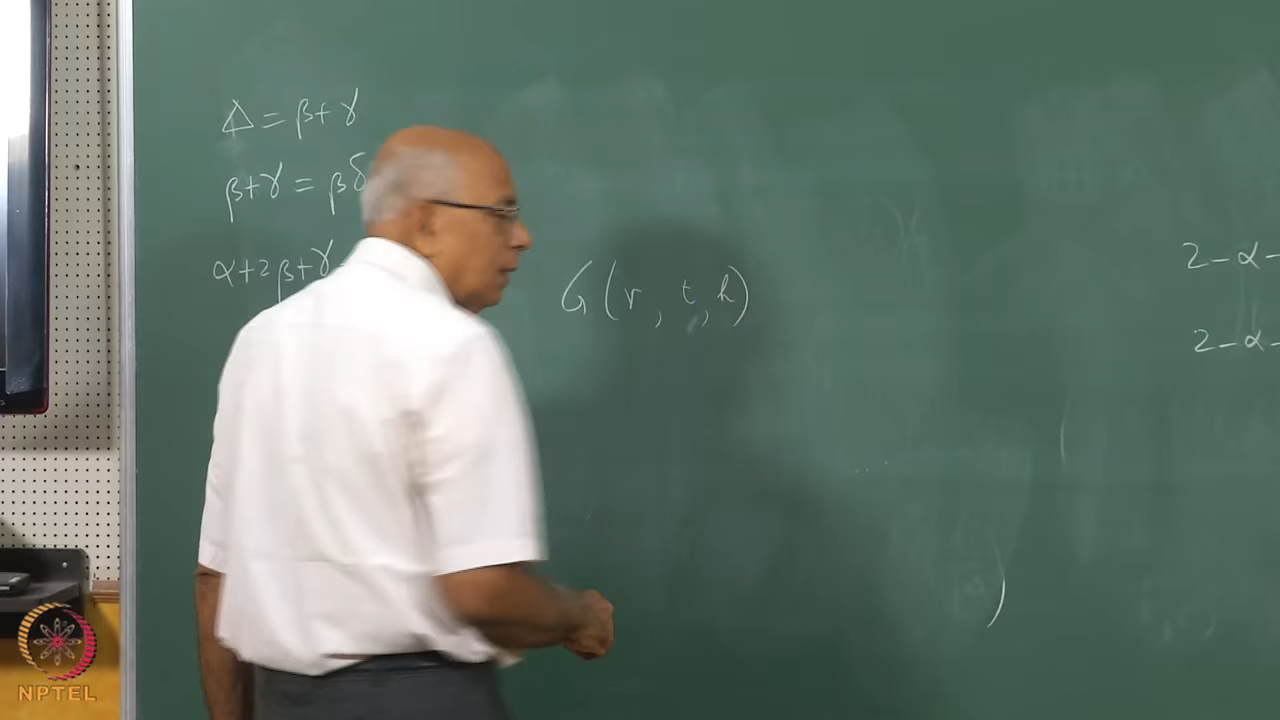 Δ = β+γ
β+γ = βδ
α+2β+γ
G(r, t, h)
2-α-
2-α-
NPTEL